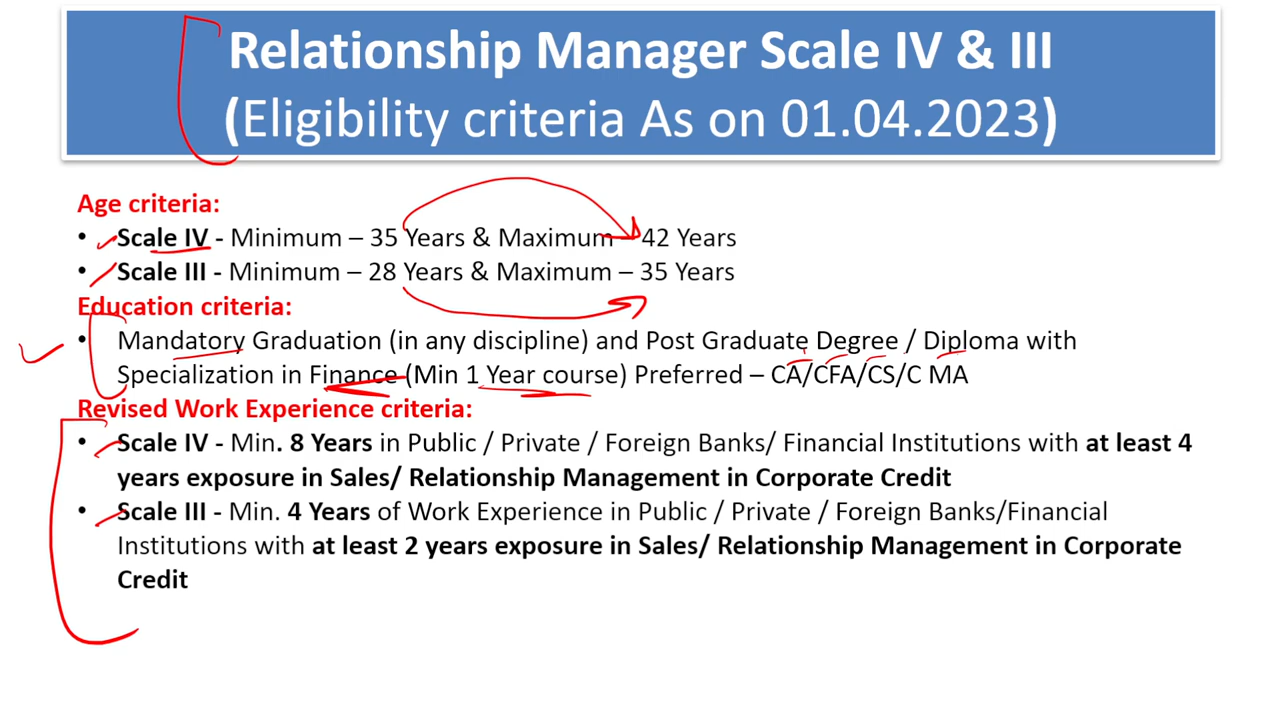 Relationship Manager Scale IV & III
(Eligibility criteria As on 01.04.2023)
Age criteria:
• Scale IV - Minimum – 35 Years & Maximum – 42 Years
• Scale III - Minimum – 28 Years & Maximum – 35 Years
Education criteria:
• Mandatory Graduation (in any discipline) and Post Graduate Degree / Diploma with
Specialization in Finance (Min 1 Year course) Preferred – CA/CFA/CS/C MA
Revised Work Experience criteria:
• Scale IV - Min. 8 Years in Public / Private / Foreign Banks/ Financial Institutions with at least 4
years exposure in Sales/ Relationship Management in Corporate Credit
• Scale III - Min. 4 Years of Work Experience in Public / Private / Foreign Banks/Financial
Institutions with at least 2 years exposure in Sales/ Relationship Management in Corporate
Credit